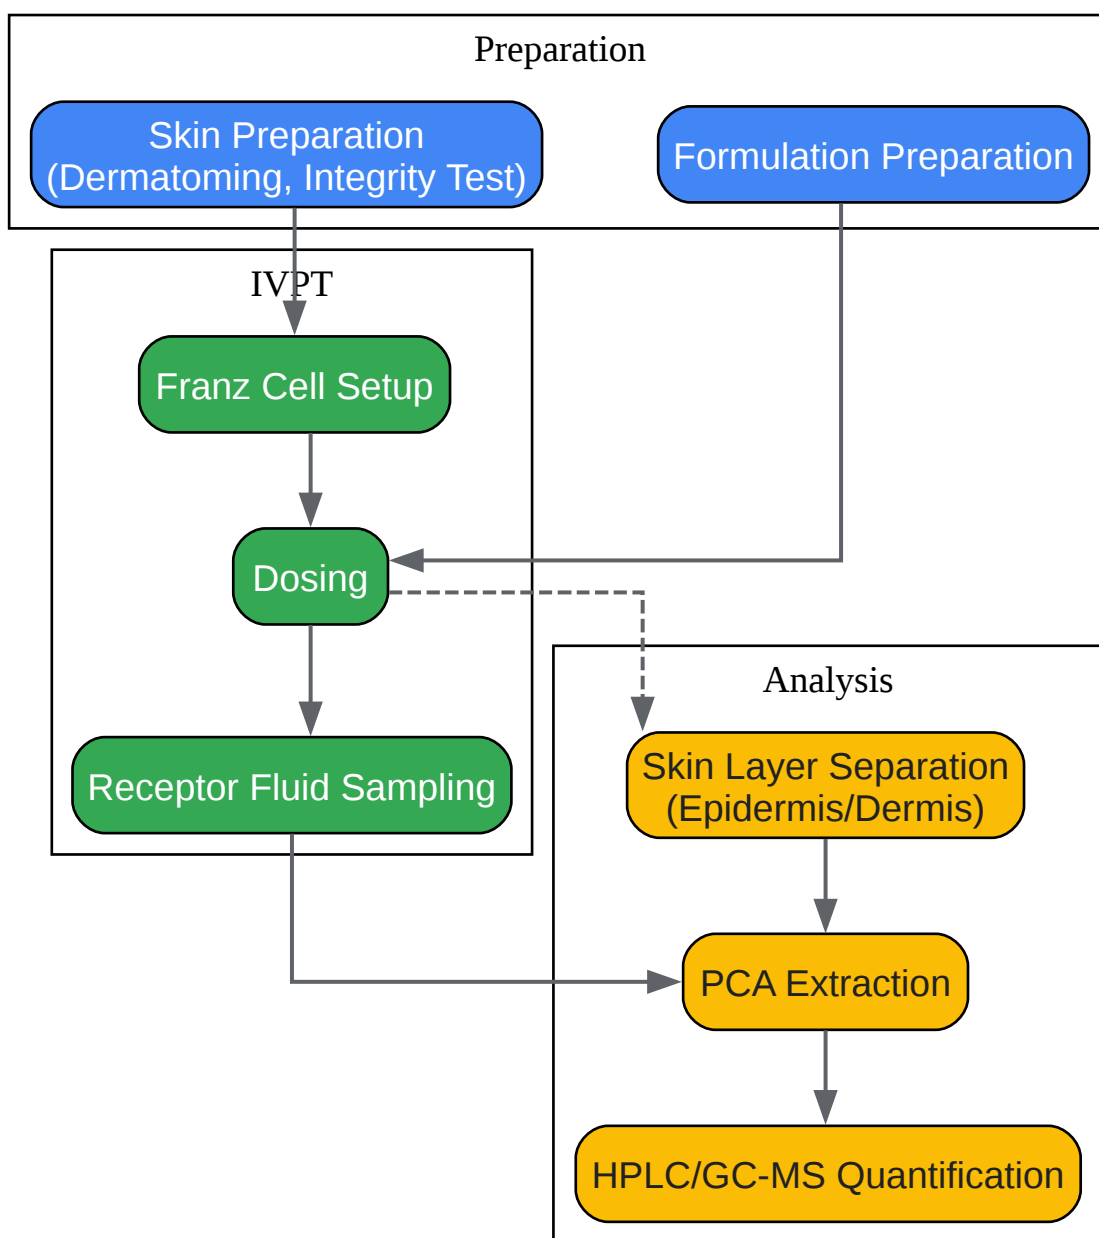 Preparation
Skin Preparation
(Dermatoming, Integrity Test)
Formulation Preparation
IVPT
Franz Cell Setup
Dosing
Receptor Fluid Sampling
Analysis
Skin Layer Separation
(Epidermis/Dermis)
PCA Extraction
HPLC/GC-MS Quantification